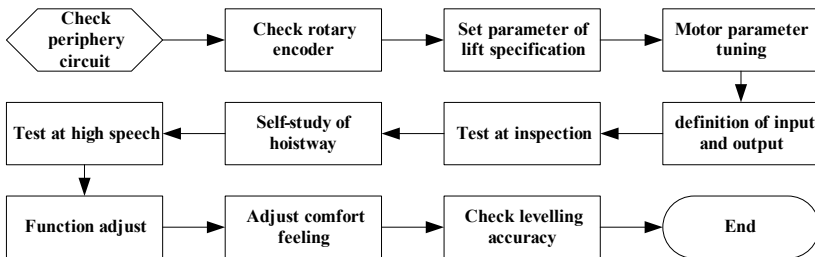 Check
periphery
circuit
Check rotary
encoder
Set parameter of
lift specification
Motor parameter
tuning
definition of input
and output
Test at inspection
Self-study of
hoistway
Test at high speech
Function adjust
Adjust comfort
feeling
Check levelling
accuracy
End